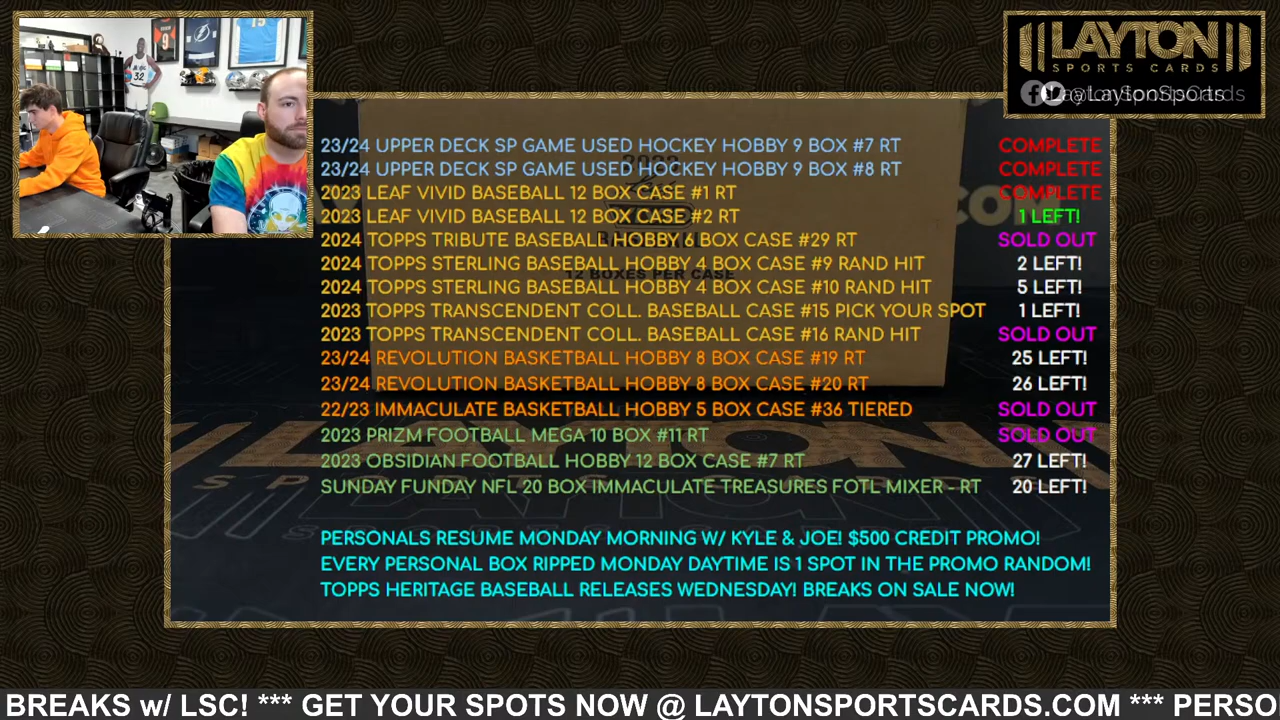 LAYTON
SPORTS CARDS
LaytonSportsCards
23/24 UPPER DECK SP GAME USED HOCKEY HOBBY 9 BOX #7 RT COMPLETE
23/24 UPPER DECK SP GAME USED HOCKEY HOBBY 9 BOX #8 RT COMPLETE
2023 LEAF VIVID BASEBALL 12 BOX CASE #1 RT COMPLETE
2023 LEAF VIVID BASEBALL 12 BOX CASE #2 RT 1 LEFT!
2024 TOPPS TRIBUTE BASEBALL HOBBY 6 BOX CASE #29 RT SOLD OUT
2024 TOPPS STERLING BASEBALL HOBBY 4 BOX CASE #9 RAND HIT 2 LEFT!
12 BOXES PER CASE
2024 TOPPS STERLING BASEBALL HOBBY 4 BOX CASE #10 RAND HIT 5 LEFT!
2023 TOPPS TRANSCENDENT COLL. BASEBALL CASE #15 PICK YOUR SPOT 1 LEFT!
2023 TOPPS TRANSCENDENT COLL. BASEBALL CASE #16 RAND HIT SOLD OUT
23/24 REVOLUTION BASKETBALL HOBBY 8 BOX CASE #19 RT 25 LEFT!
23/24 REVOLUTION BASKETBALL HOBBY 8 BOX CASE #20 RT 26 LEFT!
22/23 IMMACULATE BASKETBALL HOBBY 5 BOX CASE #36 TIERED SOLD OUT
2023 PRIZM FOOTBALL MEGA 10 BOX #11 RT SOLD OUT
2023 OBSIDIAN FOOTBALL HOBBY 12 BOX CASE #7 RT 27 LEFT!
SUNDAY FUNDAY NFL 20 BOX IMMACULATE TREASURES FOTL MIXER - RT 20 LEFT!
PERSONALS RESUME MONDAY MORNING W/ KYLE & JOE! $500 CREDIT PROMO!
EVERY PERSONAL BOX RIPPED MONDAY DAYTIME IS 1 SPOT IN THE PROMO RANDOM!
TOPPS HERITAGE BASEBALL RELEASES WEDNESDAY! BREAKS ON SALE NOW!
BREAKS w/ LSC! *** GET YOUR SPOTS NOW @ LAYTONSPORTSCARDS.COM *** PERSO